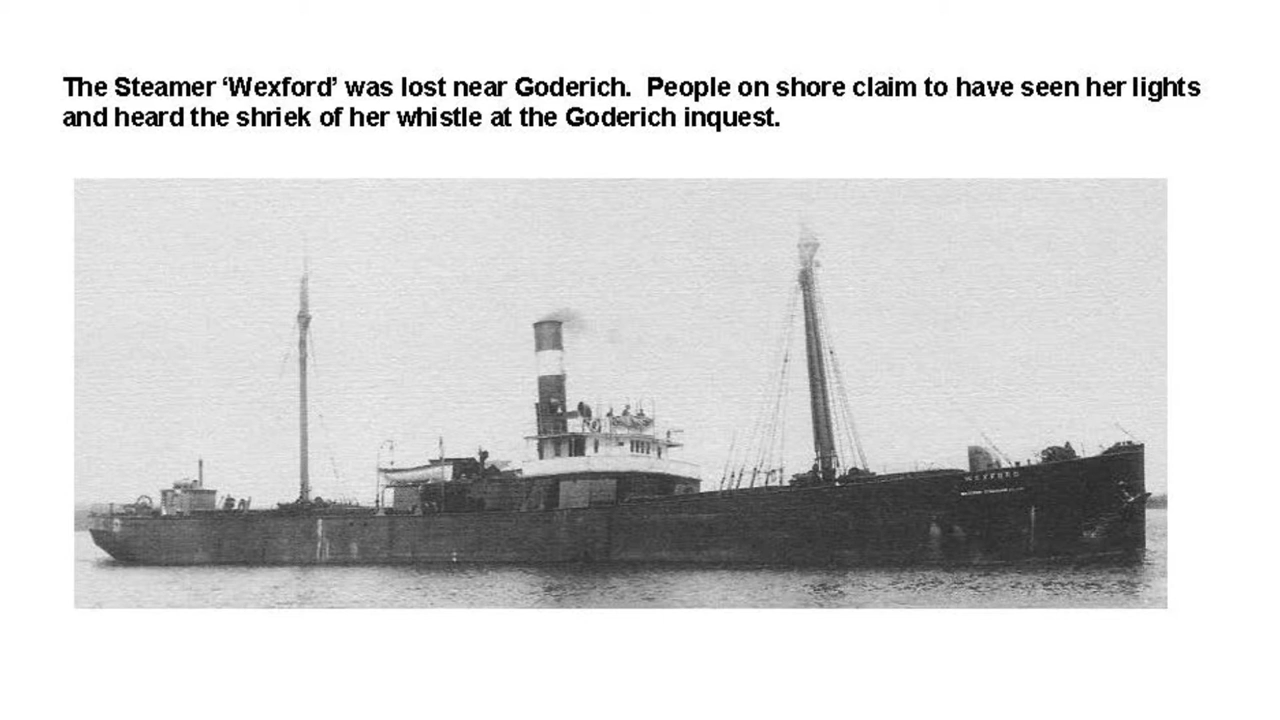 The Steamer ‘Wexford’ was lost near Goderich.  People on shore claim to have seen her lights
and heard the shriek of her whistle at the Goderich inquest.
WEXFORD